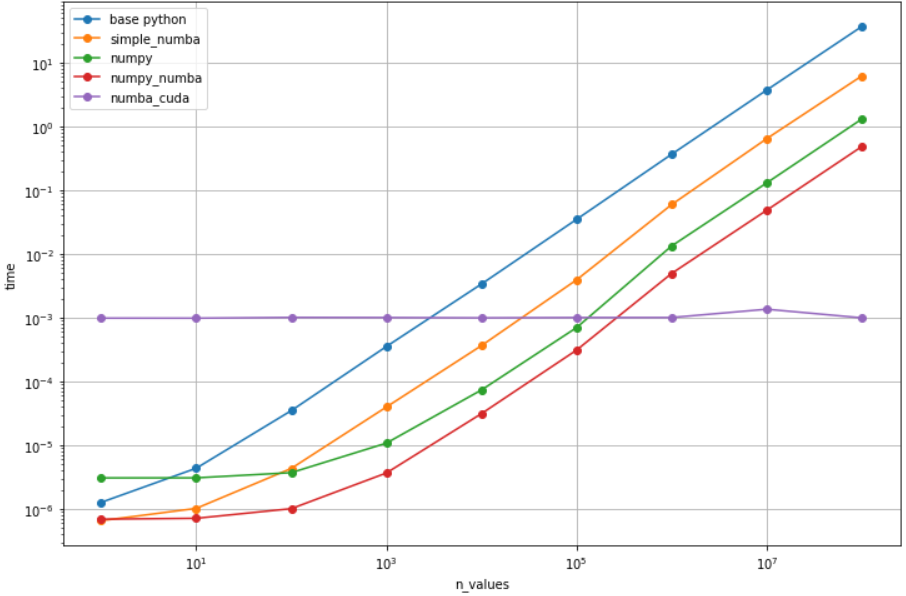 base python
simple_numba
numpy
numpy_numba
numba_cuda
10¹
10⁰
10⁻¹
10⁻²
10⁻³
10⁻⁴
10⁻⁵
10⁻⁶
time
10¹ 10³ 10⁵ 10⁷
n_values